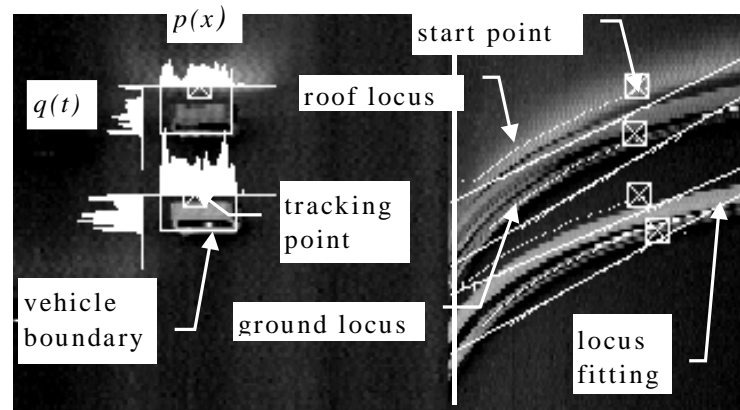 p(x)
start point
q(t)
roof locus
tracking
point
vehicle
boundary
ground locus
locus
fitting